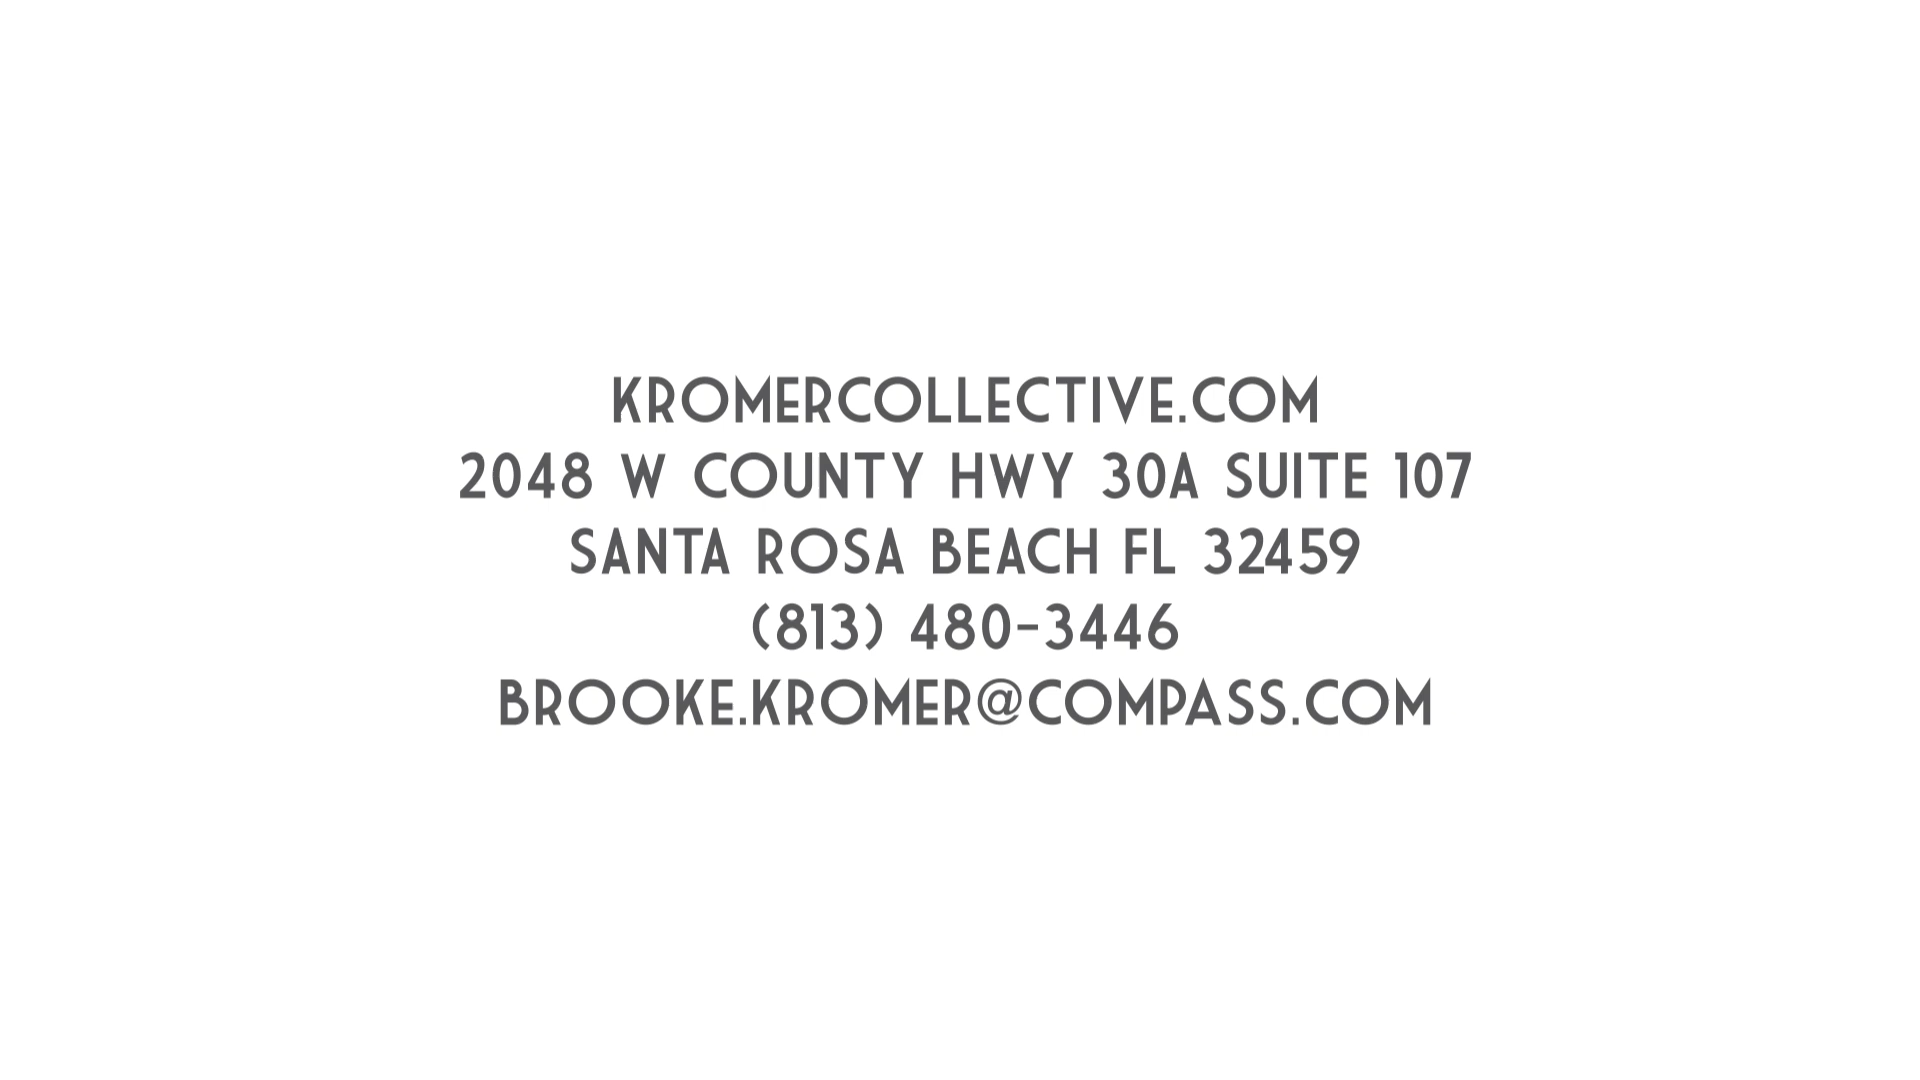 KROMERCOLLECTIVE.COM
2048 W COUNTY HWY 30A SUITE 107
SANTA ROSA BEACH FL 32459
(813) 480-3446
BROOKE.KROMER@COMPASS.COM